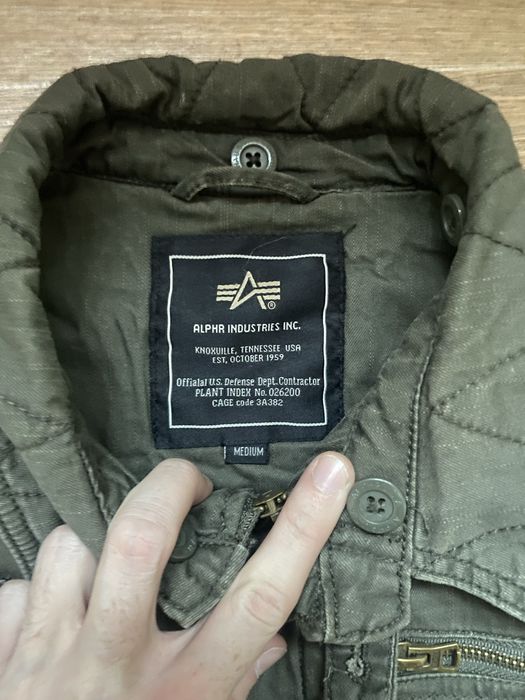 ®
ALPHA INDUSTRIES INC.
KNOXVILLE, TENNESSEE USA
EST, OCTOBER 1959
Offialal U.S. Defense Dept. Contractor
PLANT INDEX No. 026200
CAGE code 3A382
MEDIUM